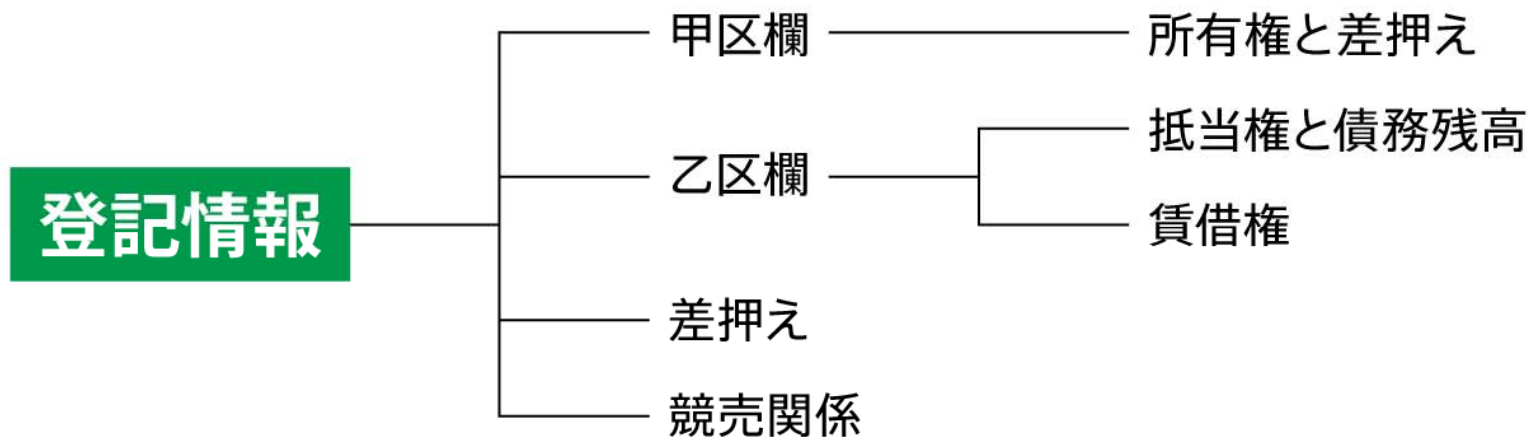 登記情報
甲区欄
所有権と差押え
乙区欄
抵当権と債務残高
賃借権
差押え
競売関係